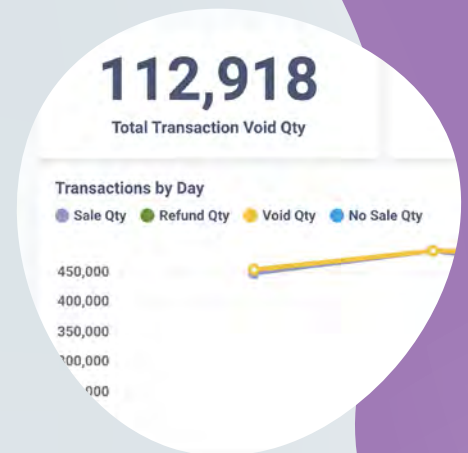 112,918
Total Transaction Void Qty
Transactions by Day
Sale Qty Refund Qty Void Qty No Sale Qty
450,000
400,000
350,000